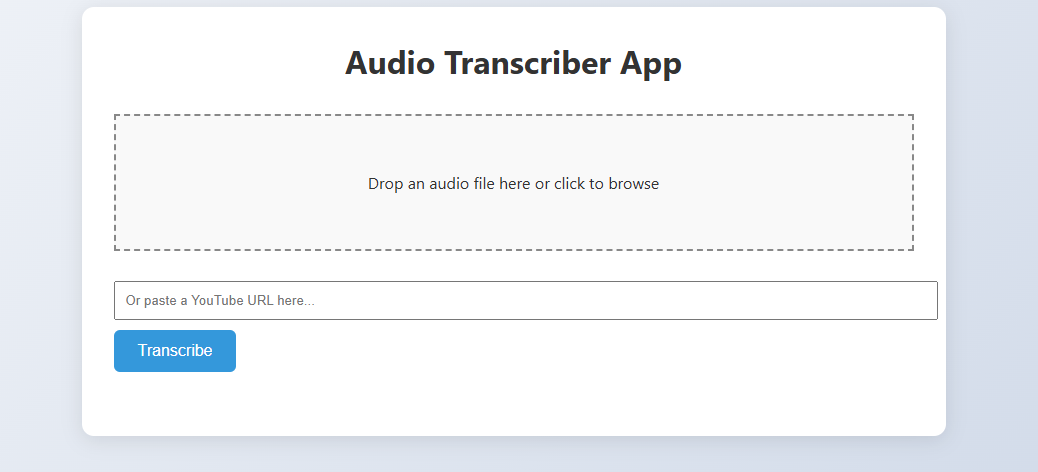 Audio Transcriber App
Drop an audio file here or click to browse
Or paste a YouTube URL here...
Transcribe